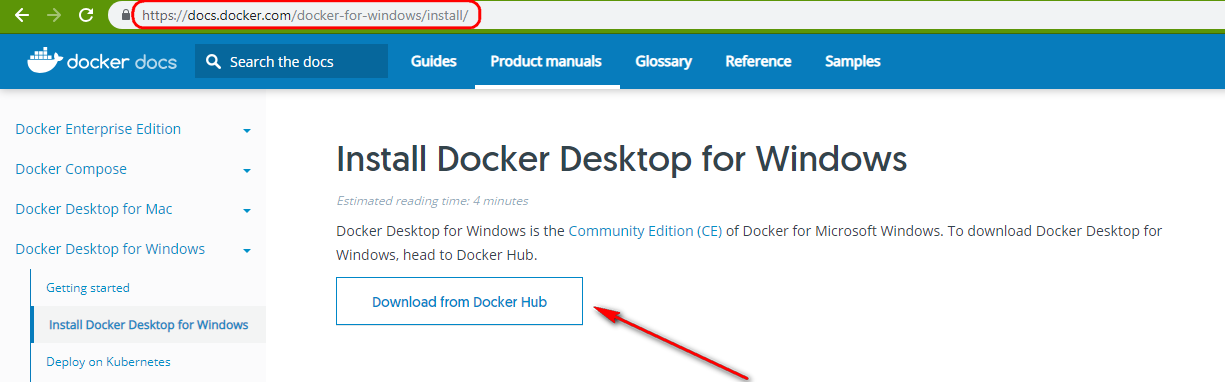 https://docs.docker.com/docker-for-windows/install/
docker docs
Search the docs
Guides
Product manuals
Glossary
Reference
Samples
Docker Enterprise Edition
Docker Compose
Docker Desktop for Mac
Docker Desktop for Windows
Getting started
Install Docker Desktop for Windows
Deploy on Kubernetes
Install Docker Desktop for Windows
Estimated reading time: 4 minutes
Docker Desktop for Windows is the Community Edition (CE) of Docker for Microsoft Windows. To download Docker Desktop for
Windows, head to Docker Hub.
Download from Docker Hub